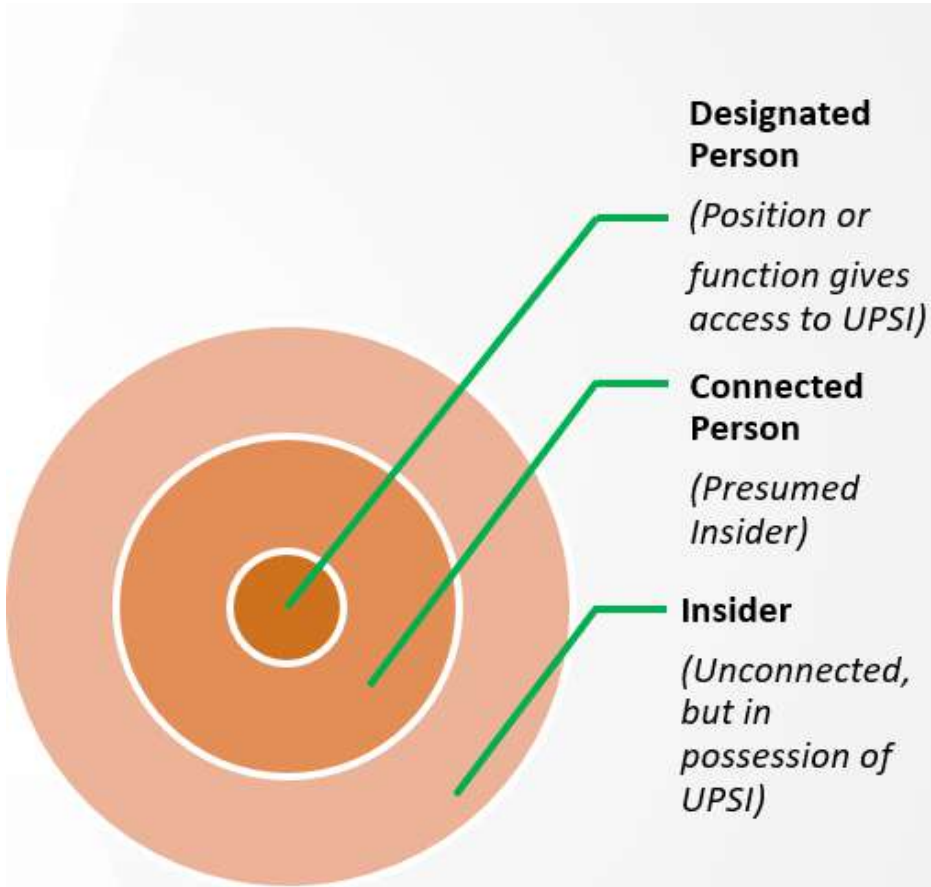 Designated
Person
(Position or
function gives
access to UPSI)
Connected
Person
(Presumed
Insider)
Insider
(Unconnected,
but in
possession of
UPSI)